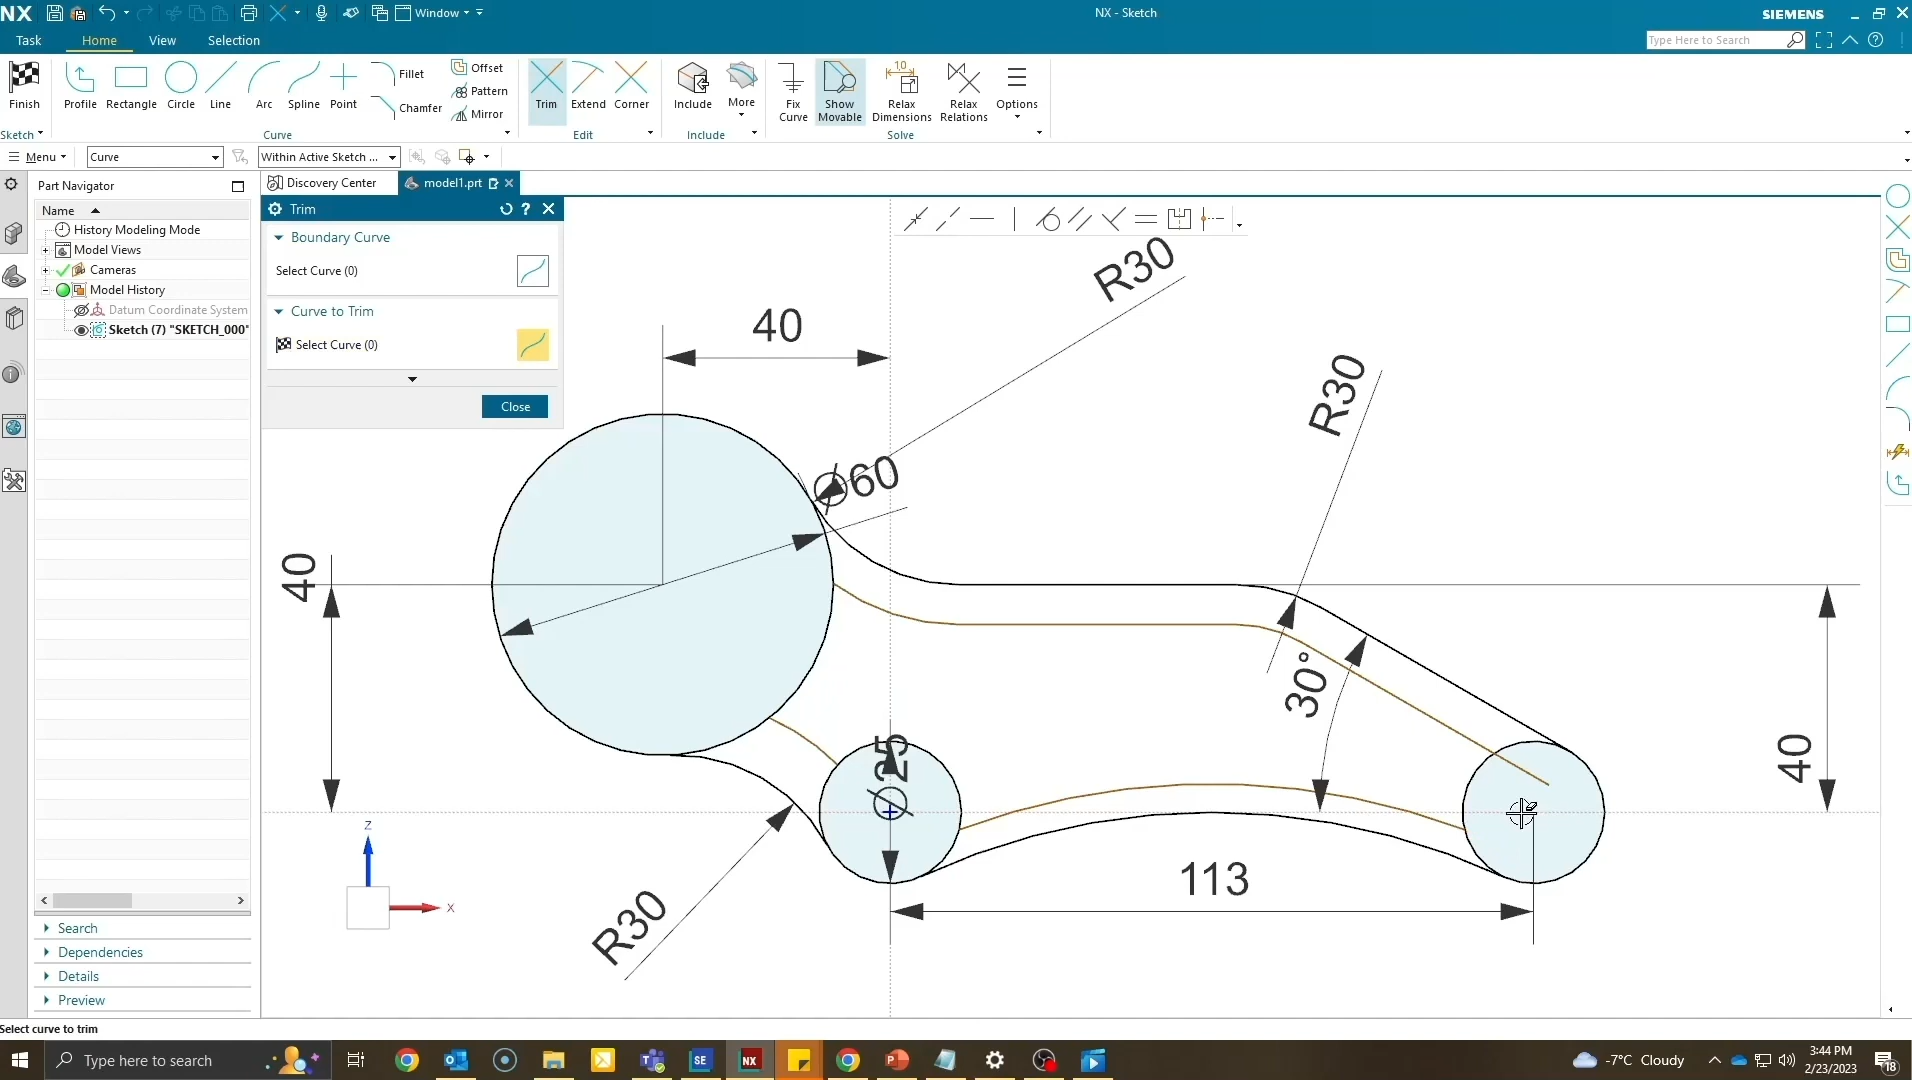 NX
Window
NX - Sketch
SIEMENS
Task
Home
View
Selection
Type Here to Search
Finish
Profile
Rectangle
Circle
Line
Arc
Spline
Point
Fillet
Chamfer
Offset
Pattern
Mirror
Trim
Extend
Corner
Include
More
Fix
Curve
Show
Movable
Relax
Dimensions
Relax
Relations
Options
Sketch
Curve
Edit
Include
Solve
Menu
Curve
Within Active Sketch ...
Part Navigator
Discovery Center
model1.prt
Name
History Modeling Mode
Model Views
Cameras
Model History
Datum Coordinate System
Sketch (7) "SKETCH_000"
Search
Dependencies
Details
Preview
Trim
Boundary Curve
Select Curve (0)
Curve to Trim
Select Curve (0)
Close
40
R30
R30
Ø60
40
30°
Ø25
40
113
R30
Z
X
Select curve to trim
Type here to search
SE
NX
-7°C Cloudy
3:44 PM
2/23/2023
18